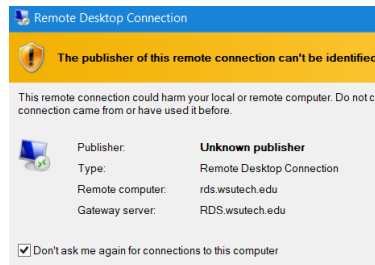 Remote Desktop Connection
The publisher of this remote connection can't be identified
This remote connection could harm your local or remote computer. Do not c
connection came from or have used it before.
Publisher: Unknown publisher
Type: Remote Desktop Connection
Remote computer: rds.wsutech.edu
Gateway server: RDS.wsutech.edu
Don't ask me again for connections to this computer